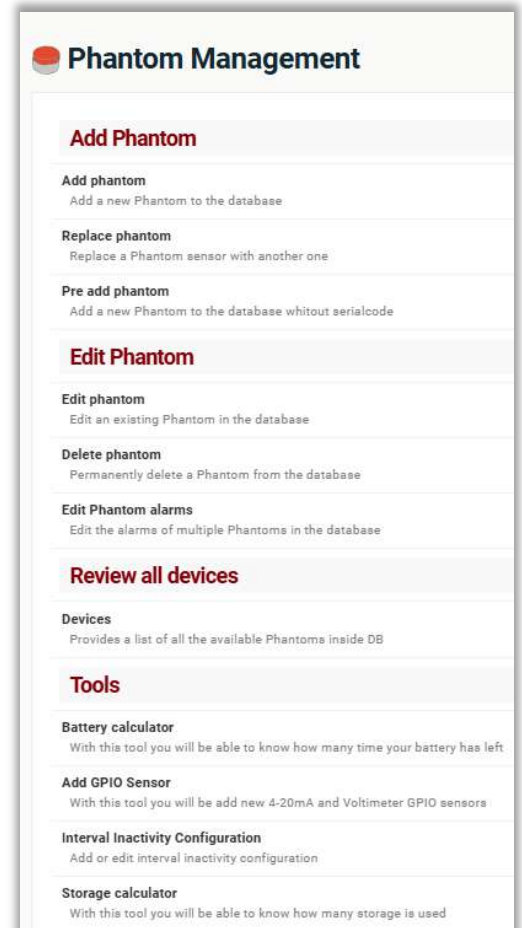 Phantom Management
Add Phantom
Add phantom
Add a new Phantom to the database
Replace phantom
Replace a Phantom sensor with another one
Pre add phantom
Add a new Phantom to the database whitout serialcode
Edit Phantom
Edit phantom
Edit an existing Phantom in the database
Delete phantom
Permanently delete a Phantom from the database
Edit Phantom alarms
Edit the alarms of multiple Phantoms in the database
Review all devices
Devices
Provides a list of all the available Phantoms inside DB
Tools
Battery calculator
With this tool you will be able to know how many time your battery has left
Add GPIO Sensor
With this tool you will be add new 4-20mA and Voltimeter GPIO sensors
Interval Inactivity Configuration
Add or edit interval inactivity configuration
Storage calculator
With this tool you will be able to know how many storage is used